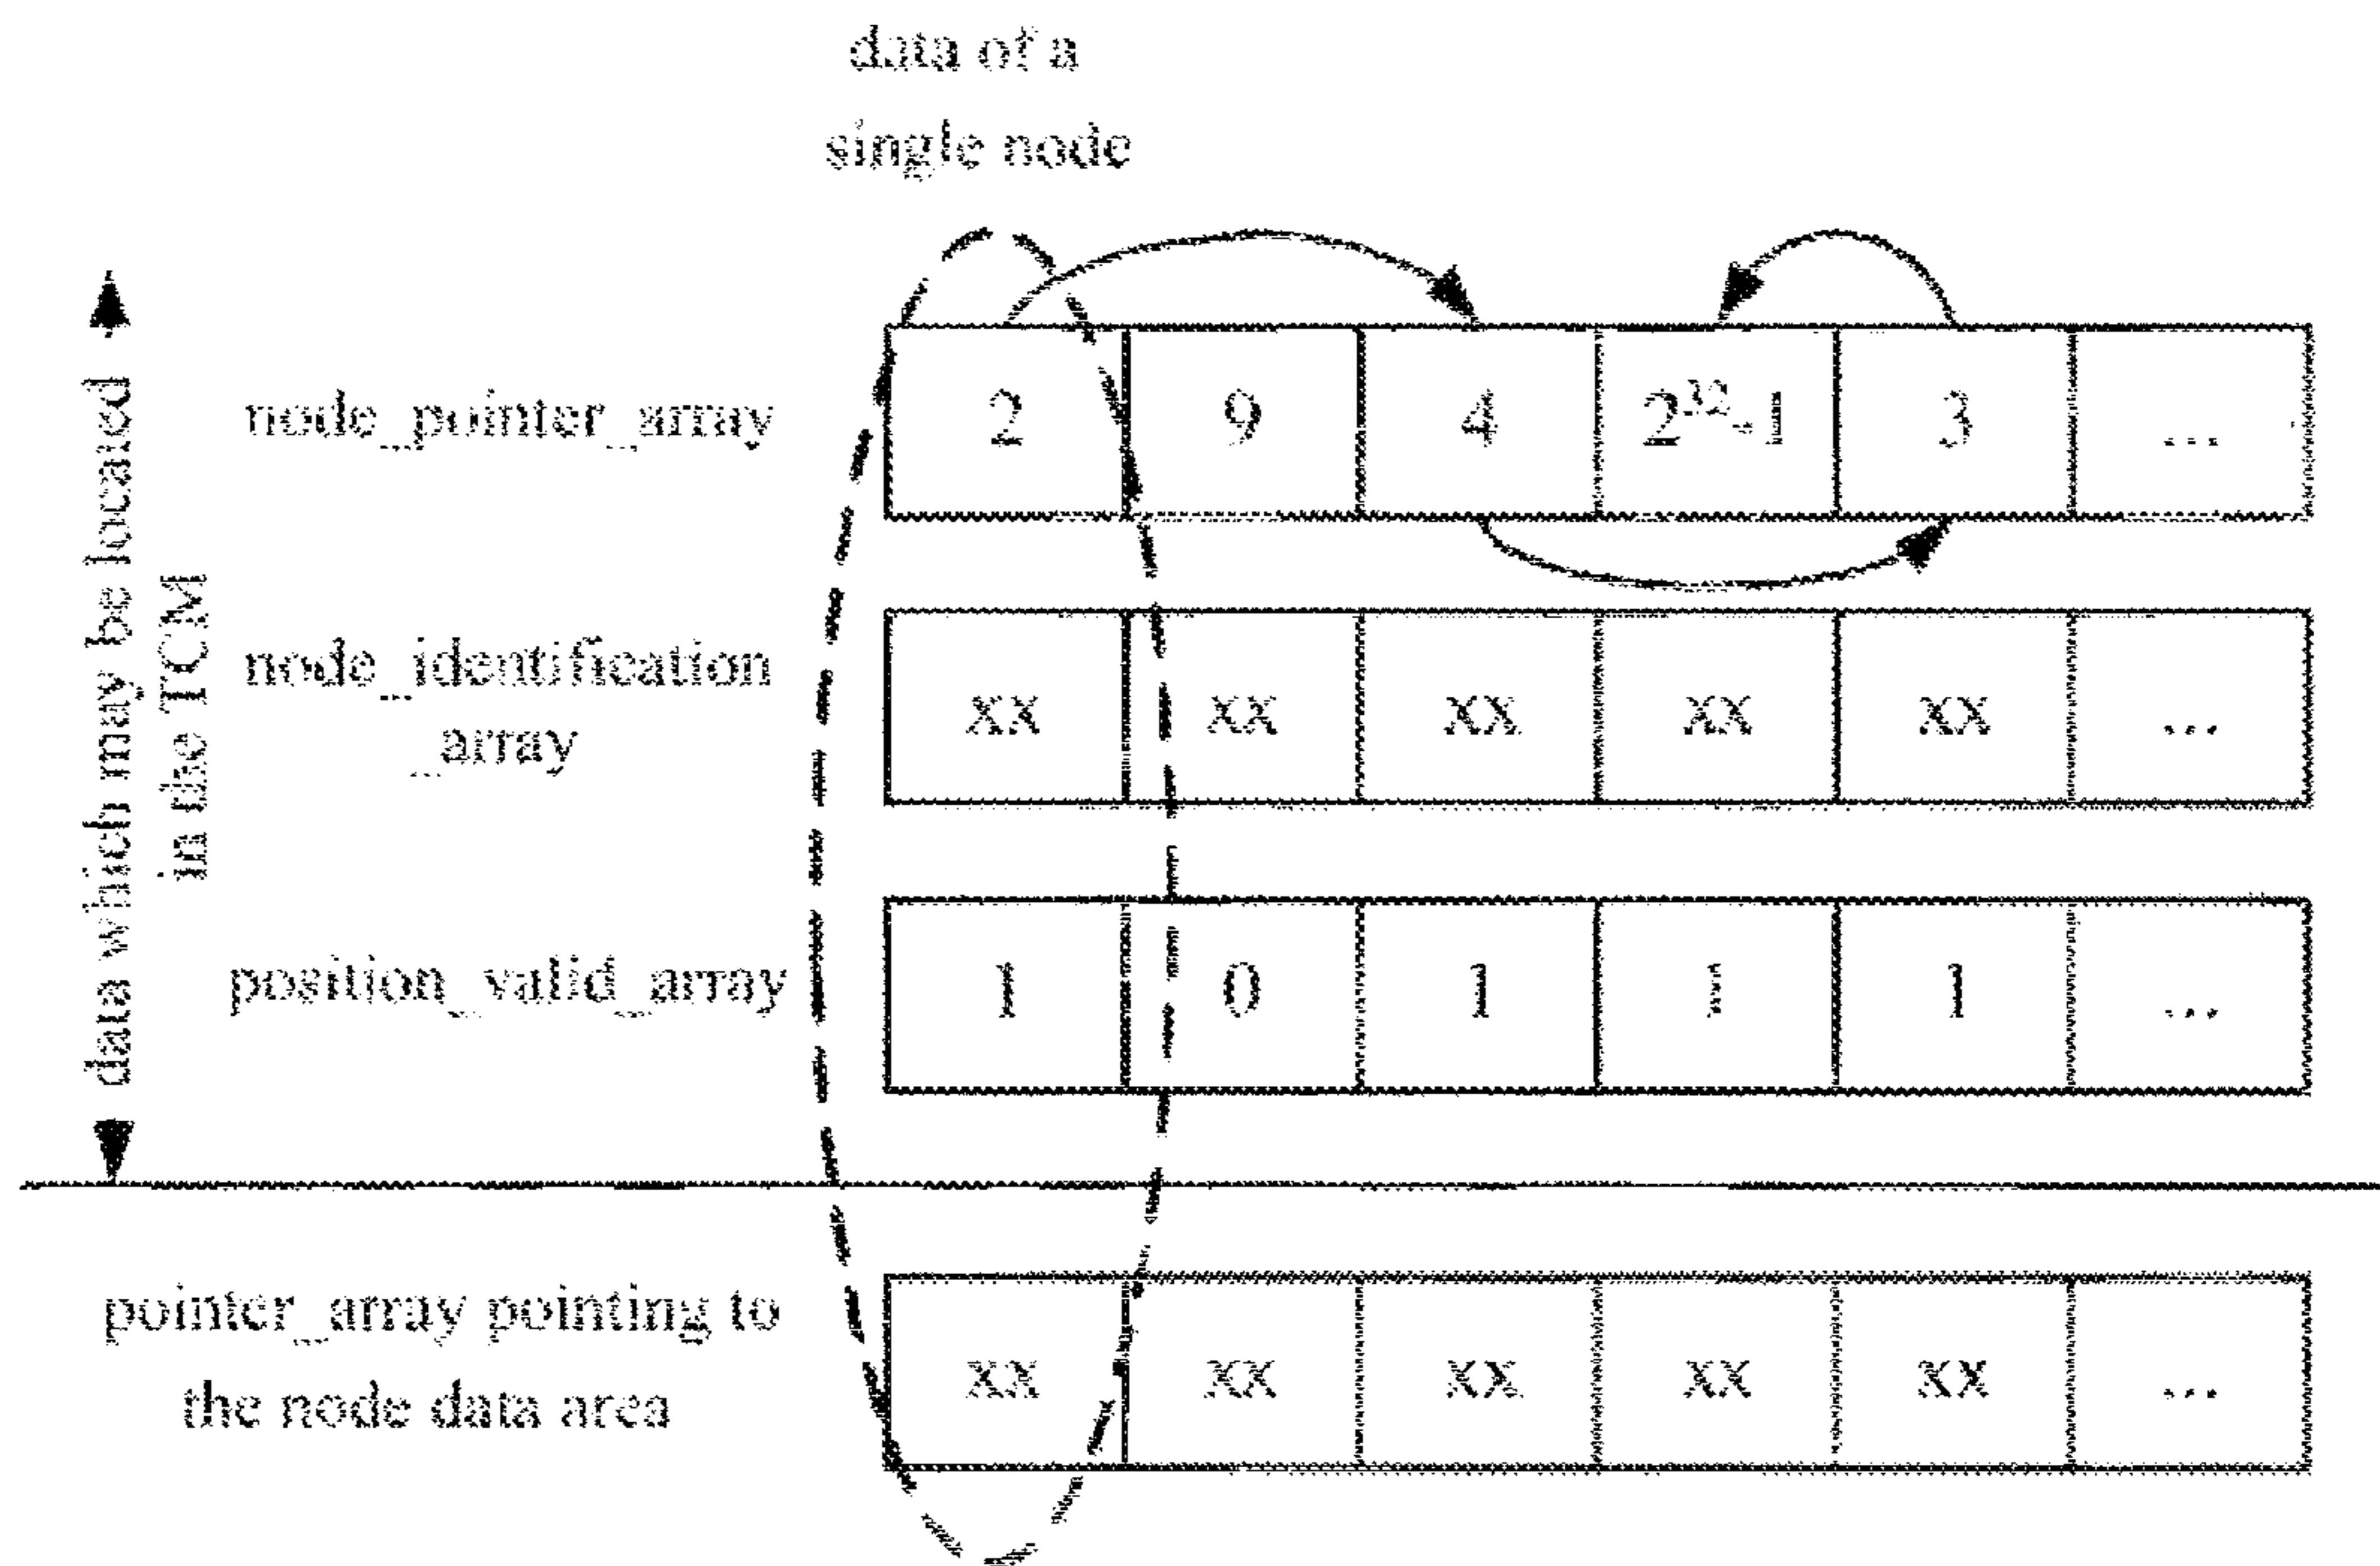 data of a
single node
data which may be located
in the TCM
node_pointer_array
2 9 4 2³²-1 3 ...
node_identification
_array
xx xx xx xx xx ...
position_valid_array
1 0 1 1 1 ...
pointer_array pointing to
the node data area
xx xx xx xx xx ...